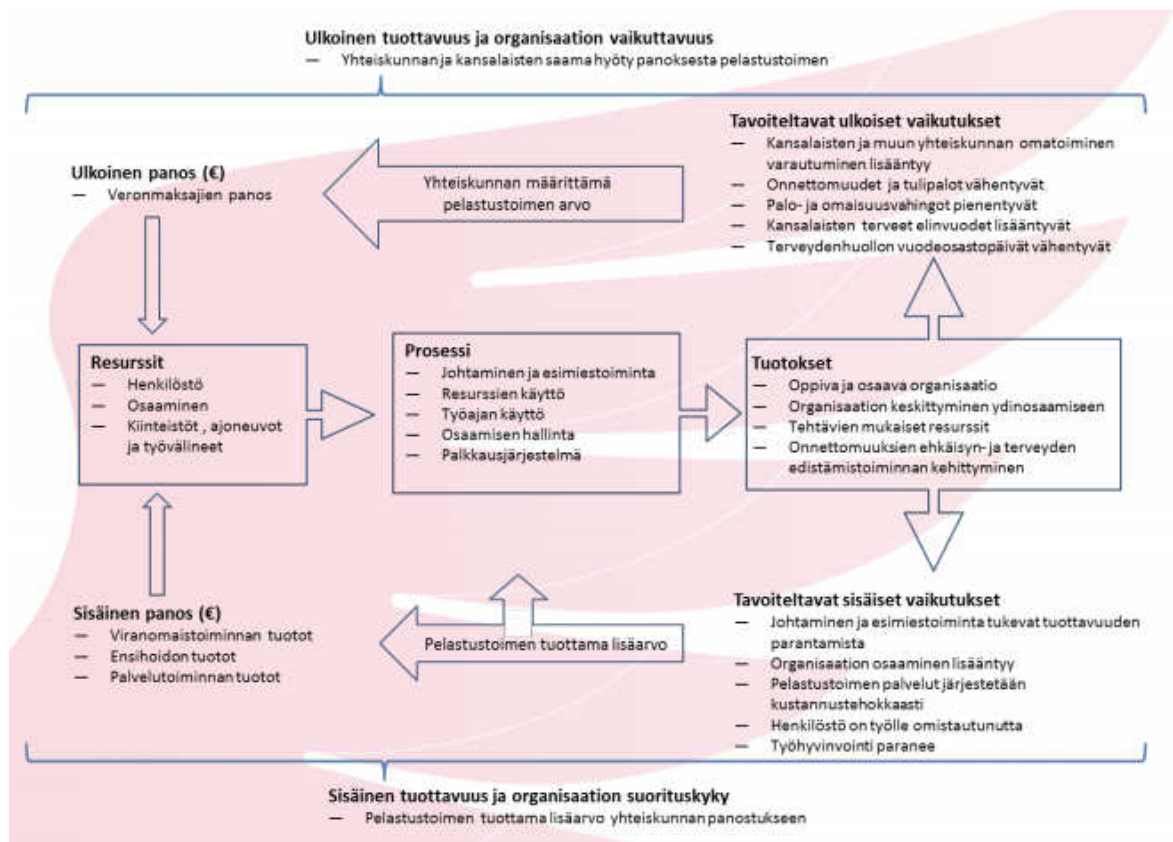 Ulkoinen tuottavuus ja organisaation vaikuttavuus
— Yhteiskunnan ja kansalaisten saama hyöty panoksesta pelastustoimen
Tavoiteltavat ulkoiset vaikutukset
— Kansalaisten ja muun yhteiskunnan omatoiminen
varautuminen lisääntyy
— Onnettomuudet ja tulipalot vähentyvät
— Palo- ja omaisuusvahingot pienentyvät
— Kansalaisten terveet elinvuodet lisääntyvät
— Terveydenhuollon vuodeosastopäivät vähentyvät
Ulkoinen panos (€)
— Veronmaksajien panos
Yhteiskunnan määrittämä
pelastustoimen arvo
Resurssit
— Henkilöstö
— Osaaminen
— Kiinteistöt , ajoneuvot
ja työvälineet
Prosessi
— Johtaminen ja esimiestoiminta
— Resurssien käyttö
— Työajan käyttö
— Osaamisen hallinta
— Palkkausjärjestelmä
Tuotokset
— Oppiva ja osaava organisaatio
— Organisaation keskittyminen ydinosaamiseen
— Tehtävien mukaiset resurssit
— Onnettomuuksien ehkäisyn- ja terveyden
edistämistoiminnan kehittyminen
Sisäinen panos (€)
— Viranomaistoiminnan tuotot
— Ensihoidon tuotot
— Palvelutoiminnan tuotot
Pelastustoimen tuottama lisäarvo
Tavoiteltavat sisäiset vaikutukset
— Johtaminen ja esimiestoiminta tukevat tuottavuuden
parantamista
— Organisaation osaaminen lisääntyy
— Pelastustoimen palvelut järjestetään
kustannustehokkaasti
— Henkilöstö on työlle omistautunutta
— Työhyvinvointi paranee
Sisäinen tuottavuus ja organisaation suorituskyky
— Pelastustoimen tuottama lisäarvo yhteiskunnan panostukseen